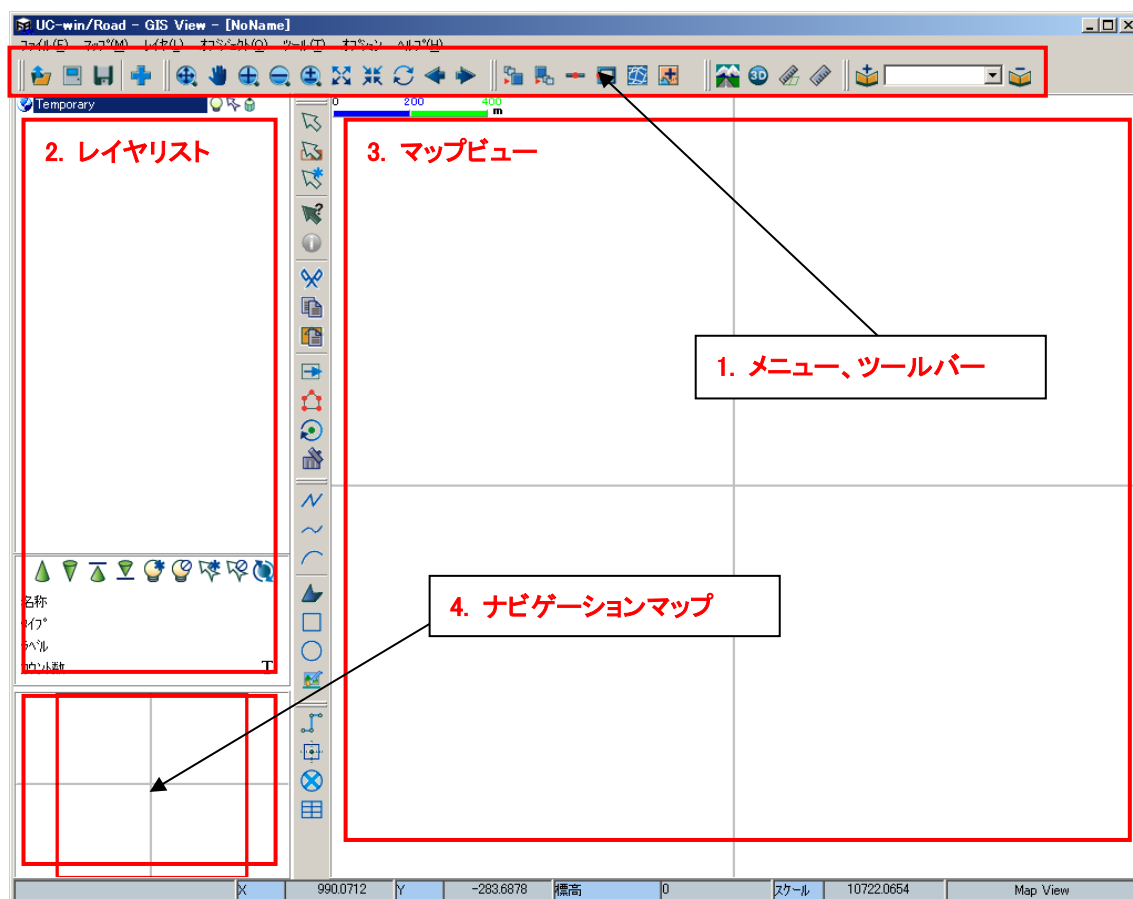 UC-win/Road - GIS View - [NoName]
ファイル(F) マップ(M) レイヤ(L) オブジェクト(O) ツール(T) オプション ヘルプ(H)
3D
Temporary
0 200 400
m
2. レイヤリスト
3. マップビュー
1. メニュー、ツールバー
4. ナビゲーションマップ
名称
タイプ
ラベル
カウント数 T
X 990.0712 Y -283.6878 標高 0 スケール 10722.0654 Map View